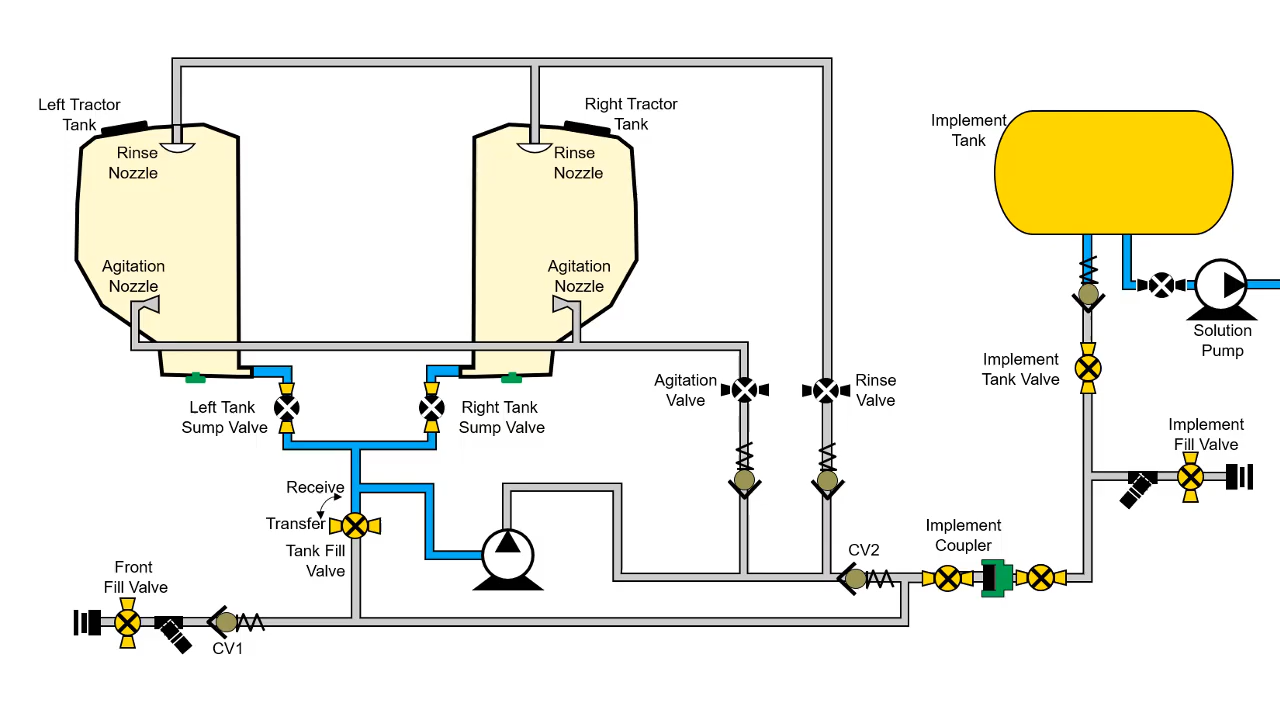 Left Tractor
Tank
Right Tractor
Tank
Implement
Tank
Rinse
Nozzle
Rinse
Nozzle
Agitation
Nozzle
Agitation
Nozzle
Solution
Pump
Implement
Tank Valve
Agitation
Valve
Rinse
Valve
Left Tank
Sump Valve
Right Tank
Sump Valve
Implement
Fill Valve
Receive
Transfer
Tank Fill
Valve
Implement
Coupler
CV2
Front
Fill Valve
CV1